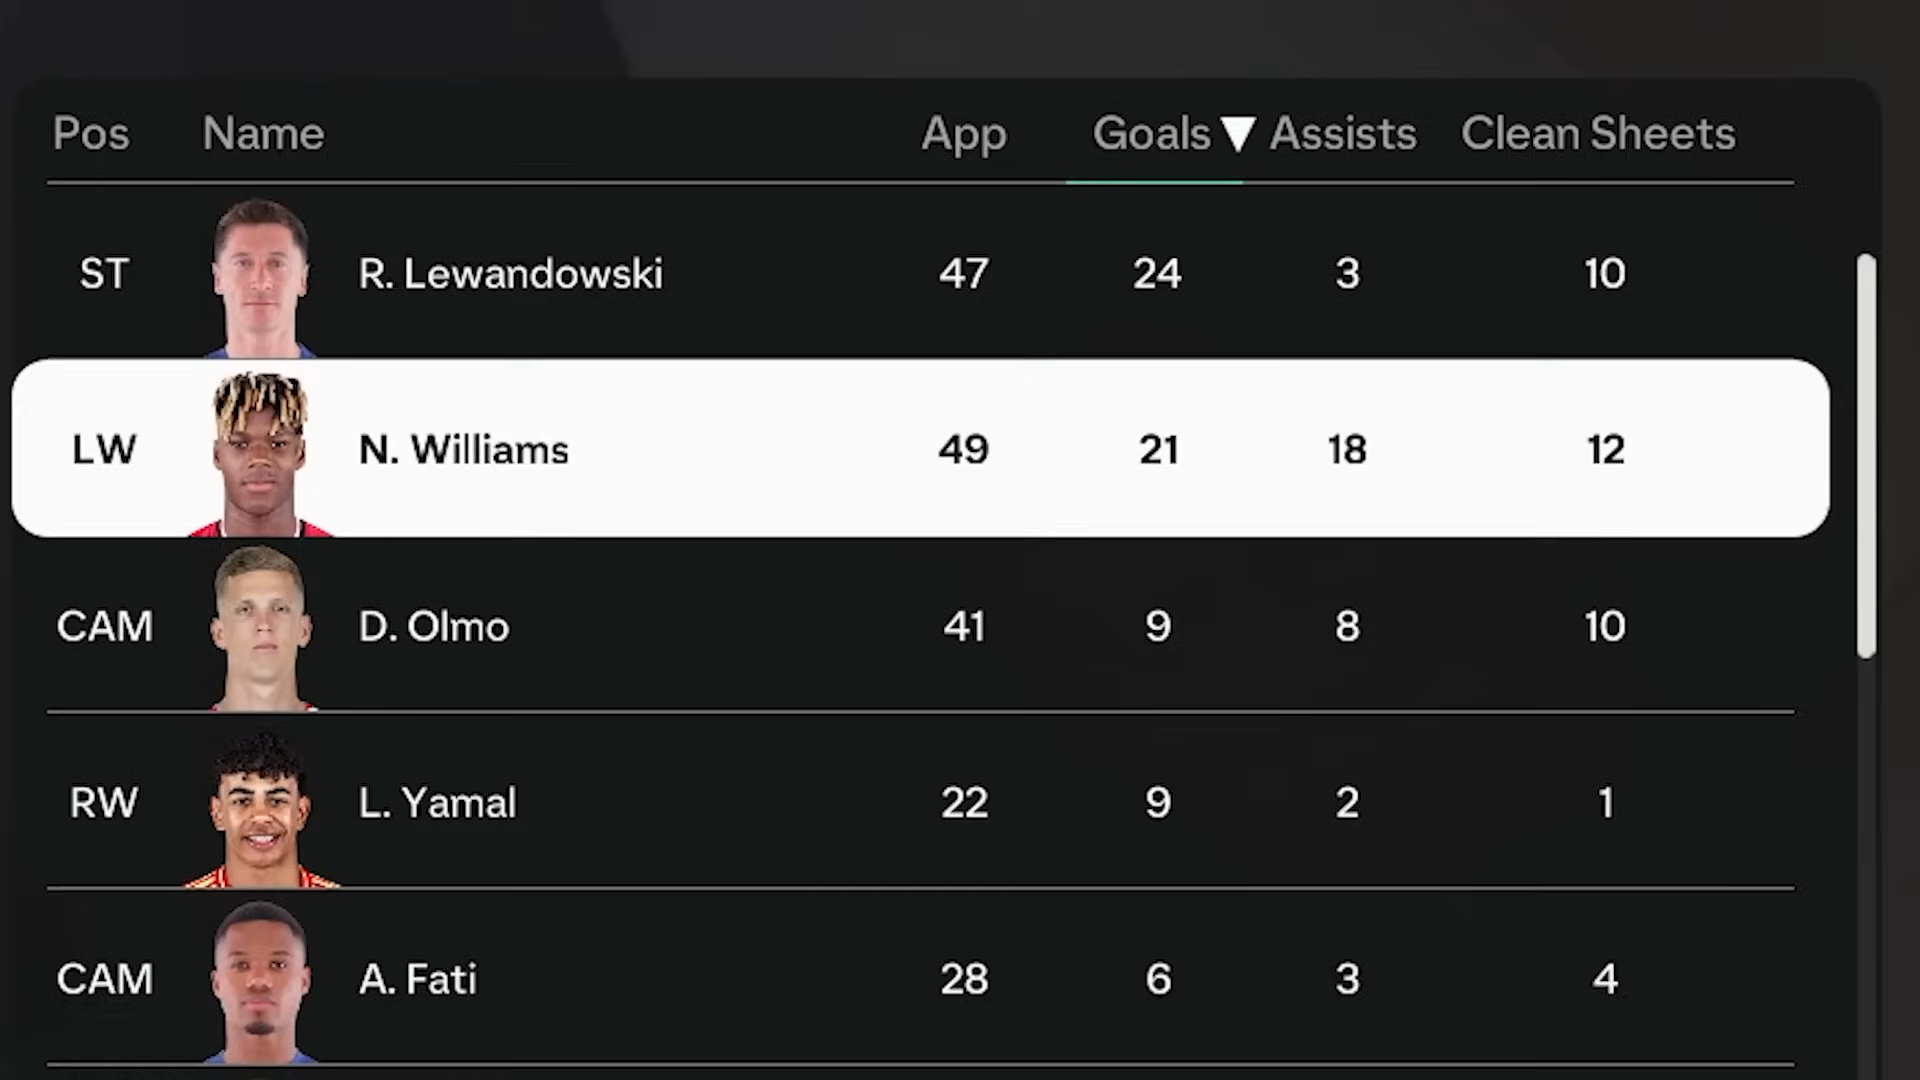 Pos Name App Goals ▼ Assists Clean Sheets
ST R. Lewandowski 47 24 3 10
LW N. Williams 49 21 18 12
CAM D. Olmo 41 9 8 10
RW L. Yamal 22 9 2 1
CAM A. Fati 28 6 3 4